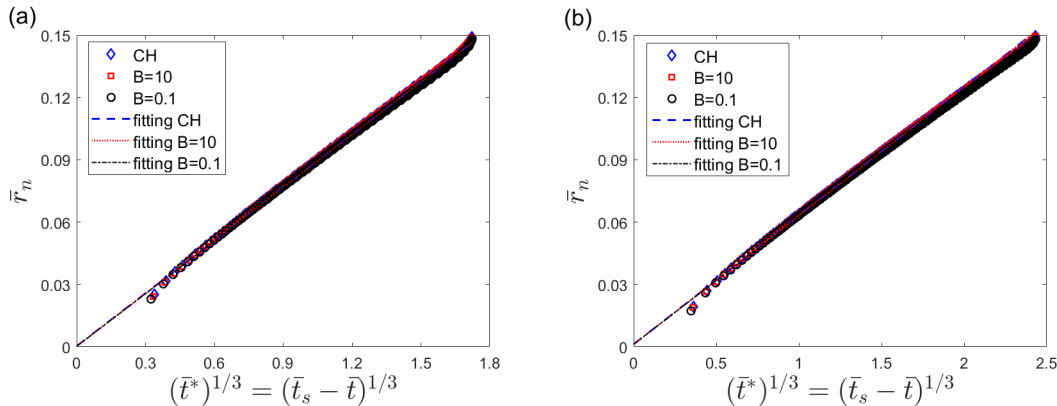 (a)
0.15
0.12
0.09
0.06
0.03
0
r̄ₙ
CH
B=10
B=0.1
fitting CH
fitting B=10
fitting B=0.1
0 0.3 0.6 0.9 1.2 1.5 1.8
(t̄*)^{1/3} = (t̄ₛ − t̄)^{1/3}
(b)
0.15
0.12
0.09
0.06
0.03
0
r̄ₙ
CH
B=10
B=0.1
fitting CH
fitting B=10
fitting B=0.1
0 0.5 1 1.5 2 2.5
(t̄*)^{1/3} = (t̄ₛ − t̄)^{1/3}